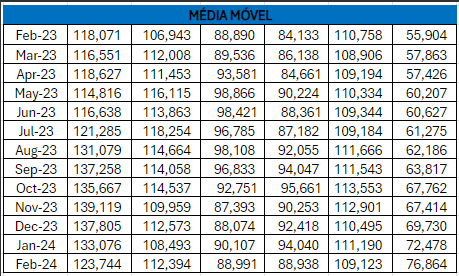 MÉDIA MÓVEL
Feb-23 118,071 106,943 88,890 84,133 110,758 55,904
Mar-23 116,551 112,008 89,536 86,138 108,906 57,863
Apr-23 118,627 111,453 93,581 84,661 109,194 57,426
May-23 114,816 116,115 98,866 90,224 110,334 60,207
Jun-23 116,638 113,863 98,421 88,361 109,344 60,627
Jul-23 121,285 118,254 96,785 87,182 109,184 61,275
Aug-23 131,079 114,664 98,108 92,055 111,666 62,186
Sep-23 137,258 114,058 96,833 94,047 111,543 63,817
Oct-23 135,667 114,537 92,751 95,661 113,553 67,762
Nov-23 139,119 109,959 87,393 90,253 112,901 67,414
Dec-23 137,805 112,573 88,074 92,418 110,495 69,730
Jan-24 133,076 108,493 90,107 94,040 111,190 72,478
Feb-24 123,744 112,394 88,991 88,938 109,123 76,864